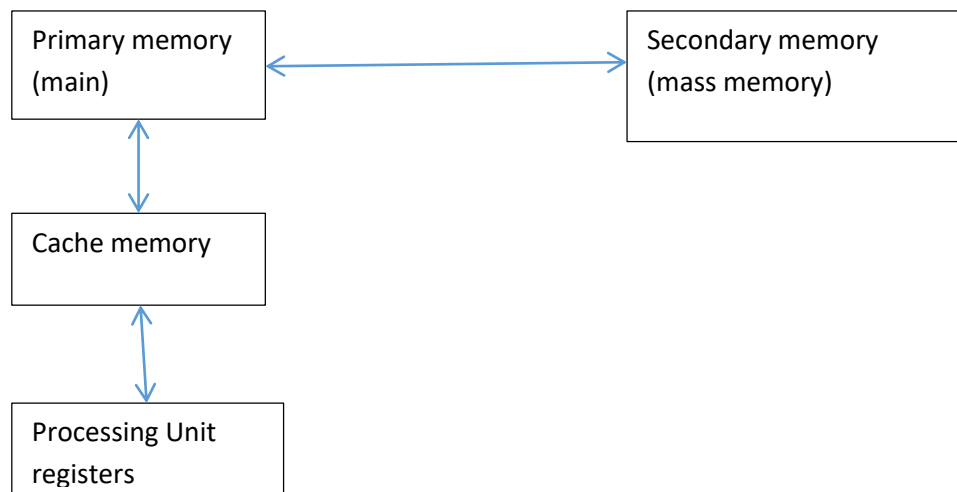 Primary memory
(main)
Secondary memory
(mass memory)
Cache memory
Processing Unit
registers